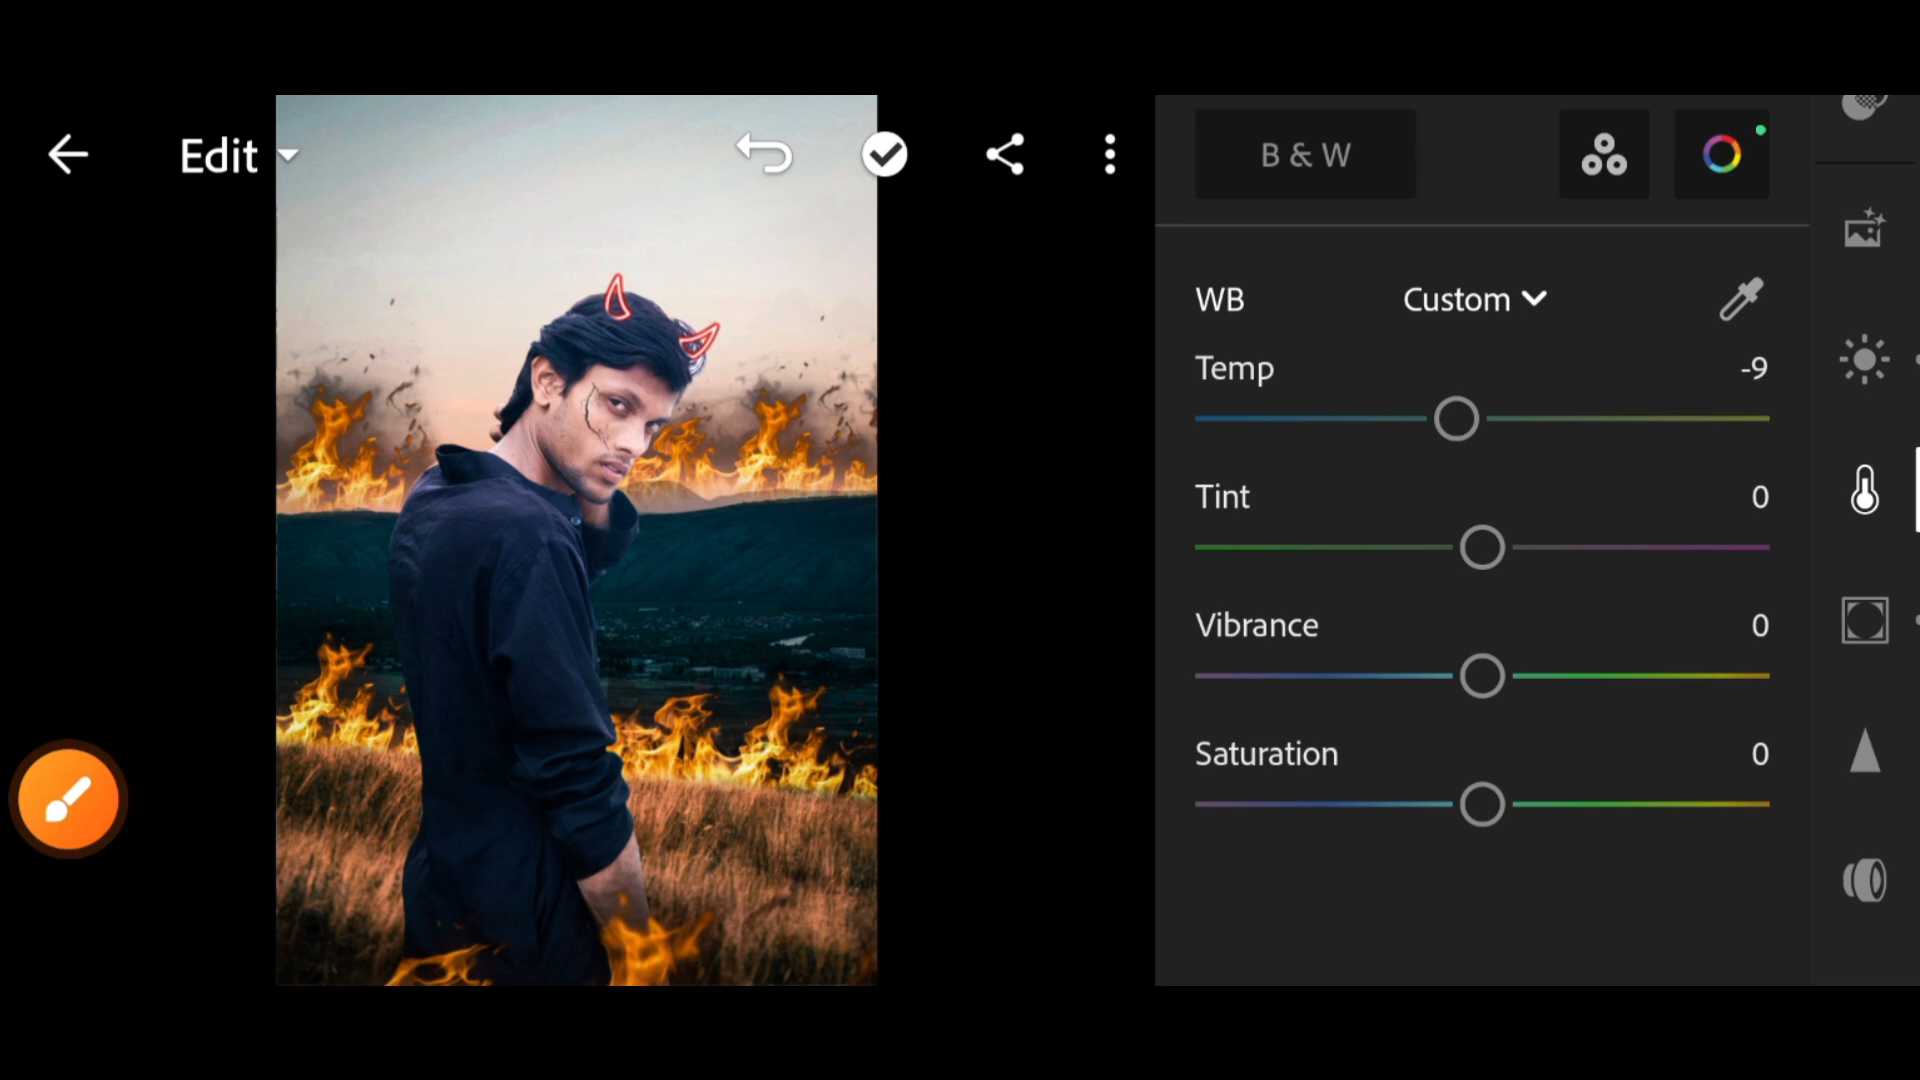 Edit
B & W
WB Custom
Temp -9
Tint 0
Vibrance 0
Saturation 0